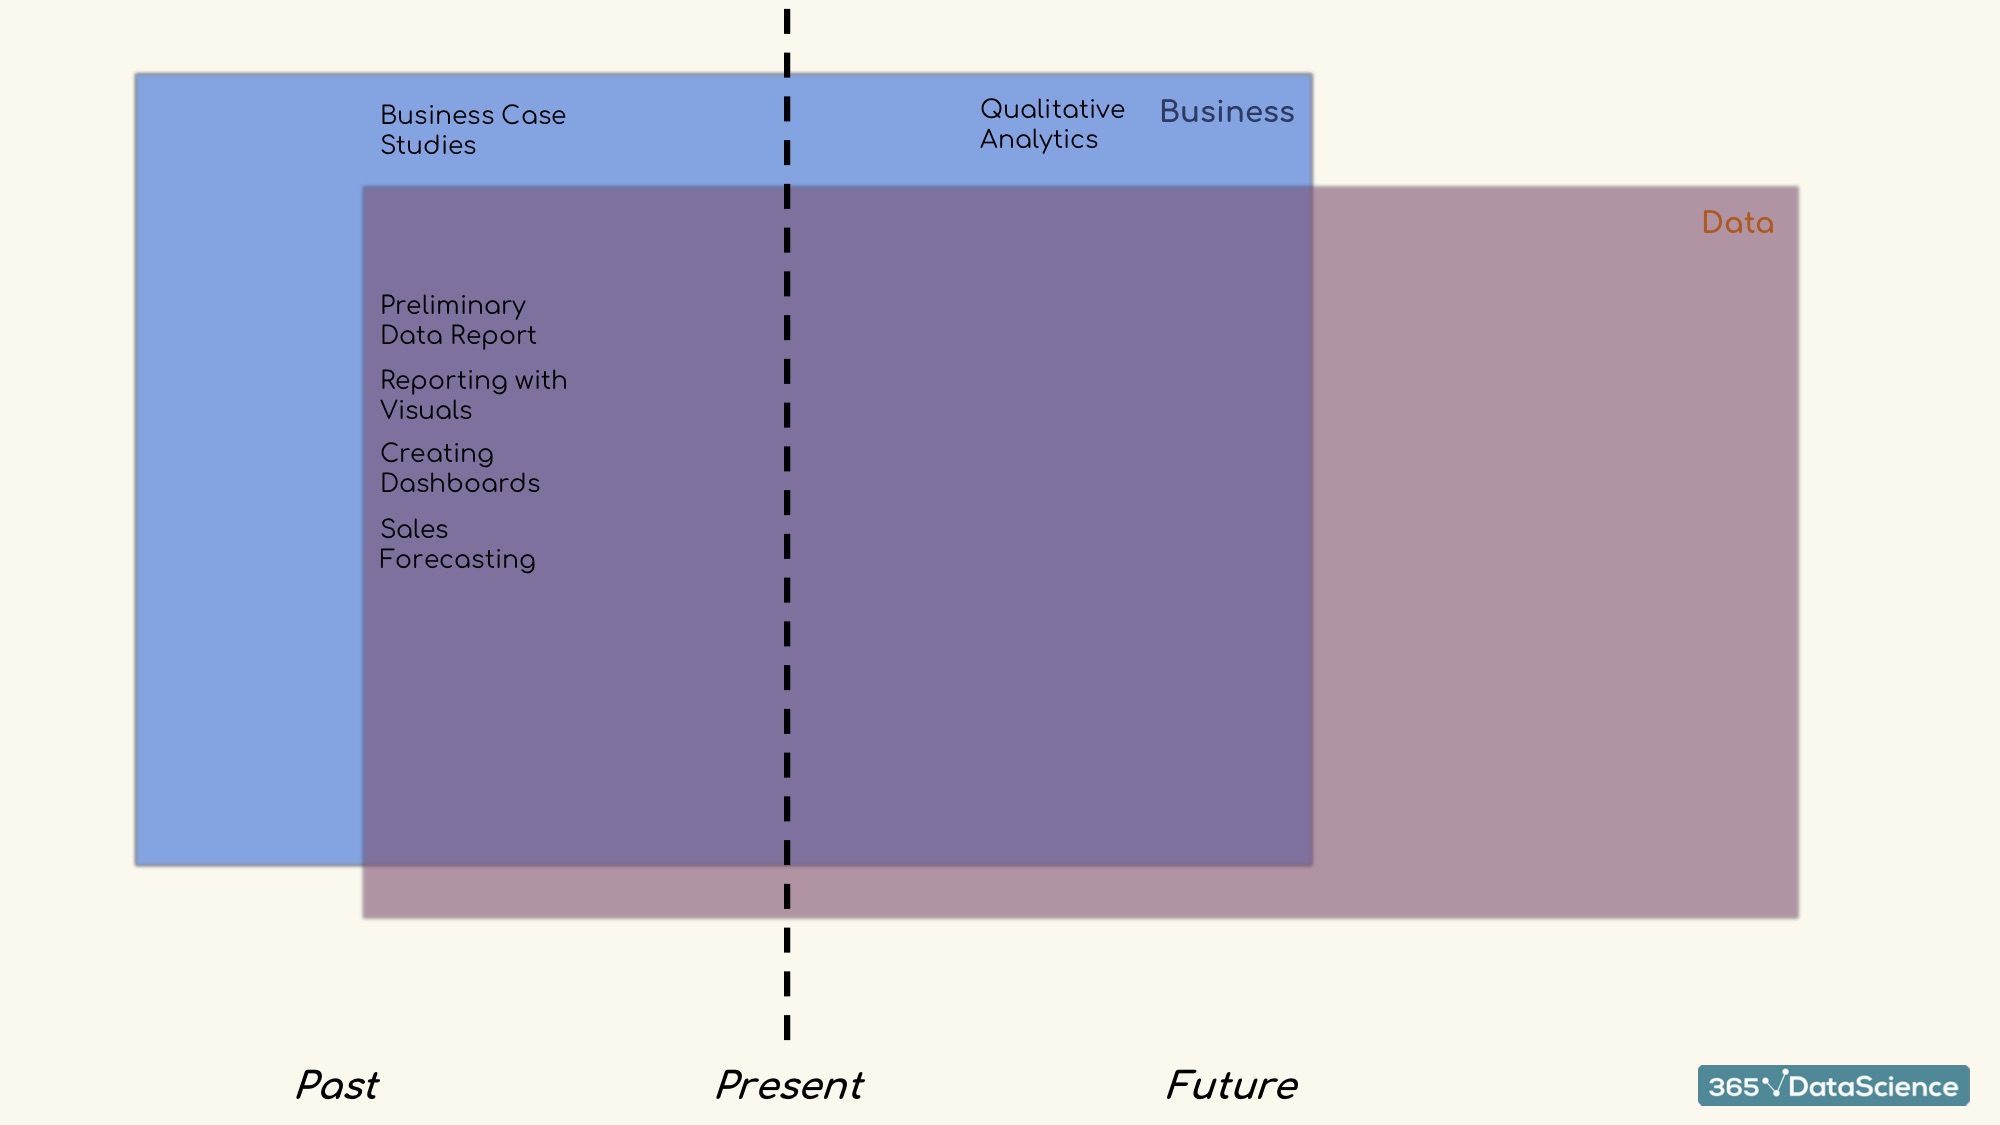 Business Case
Studies
Qualitative
Analytics
Business
Data
Preliminary
Data Report
Reporting with
Visuals
Creating
Dashboards
Sales
Forecasting
Past
Present
Future
365 DataScience